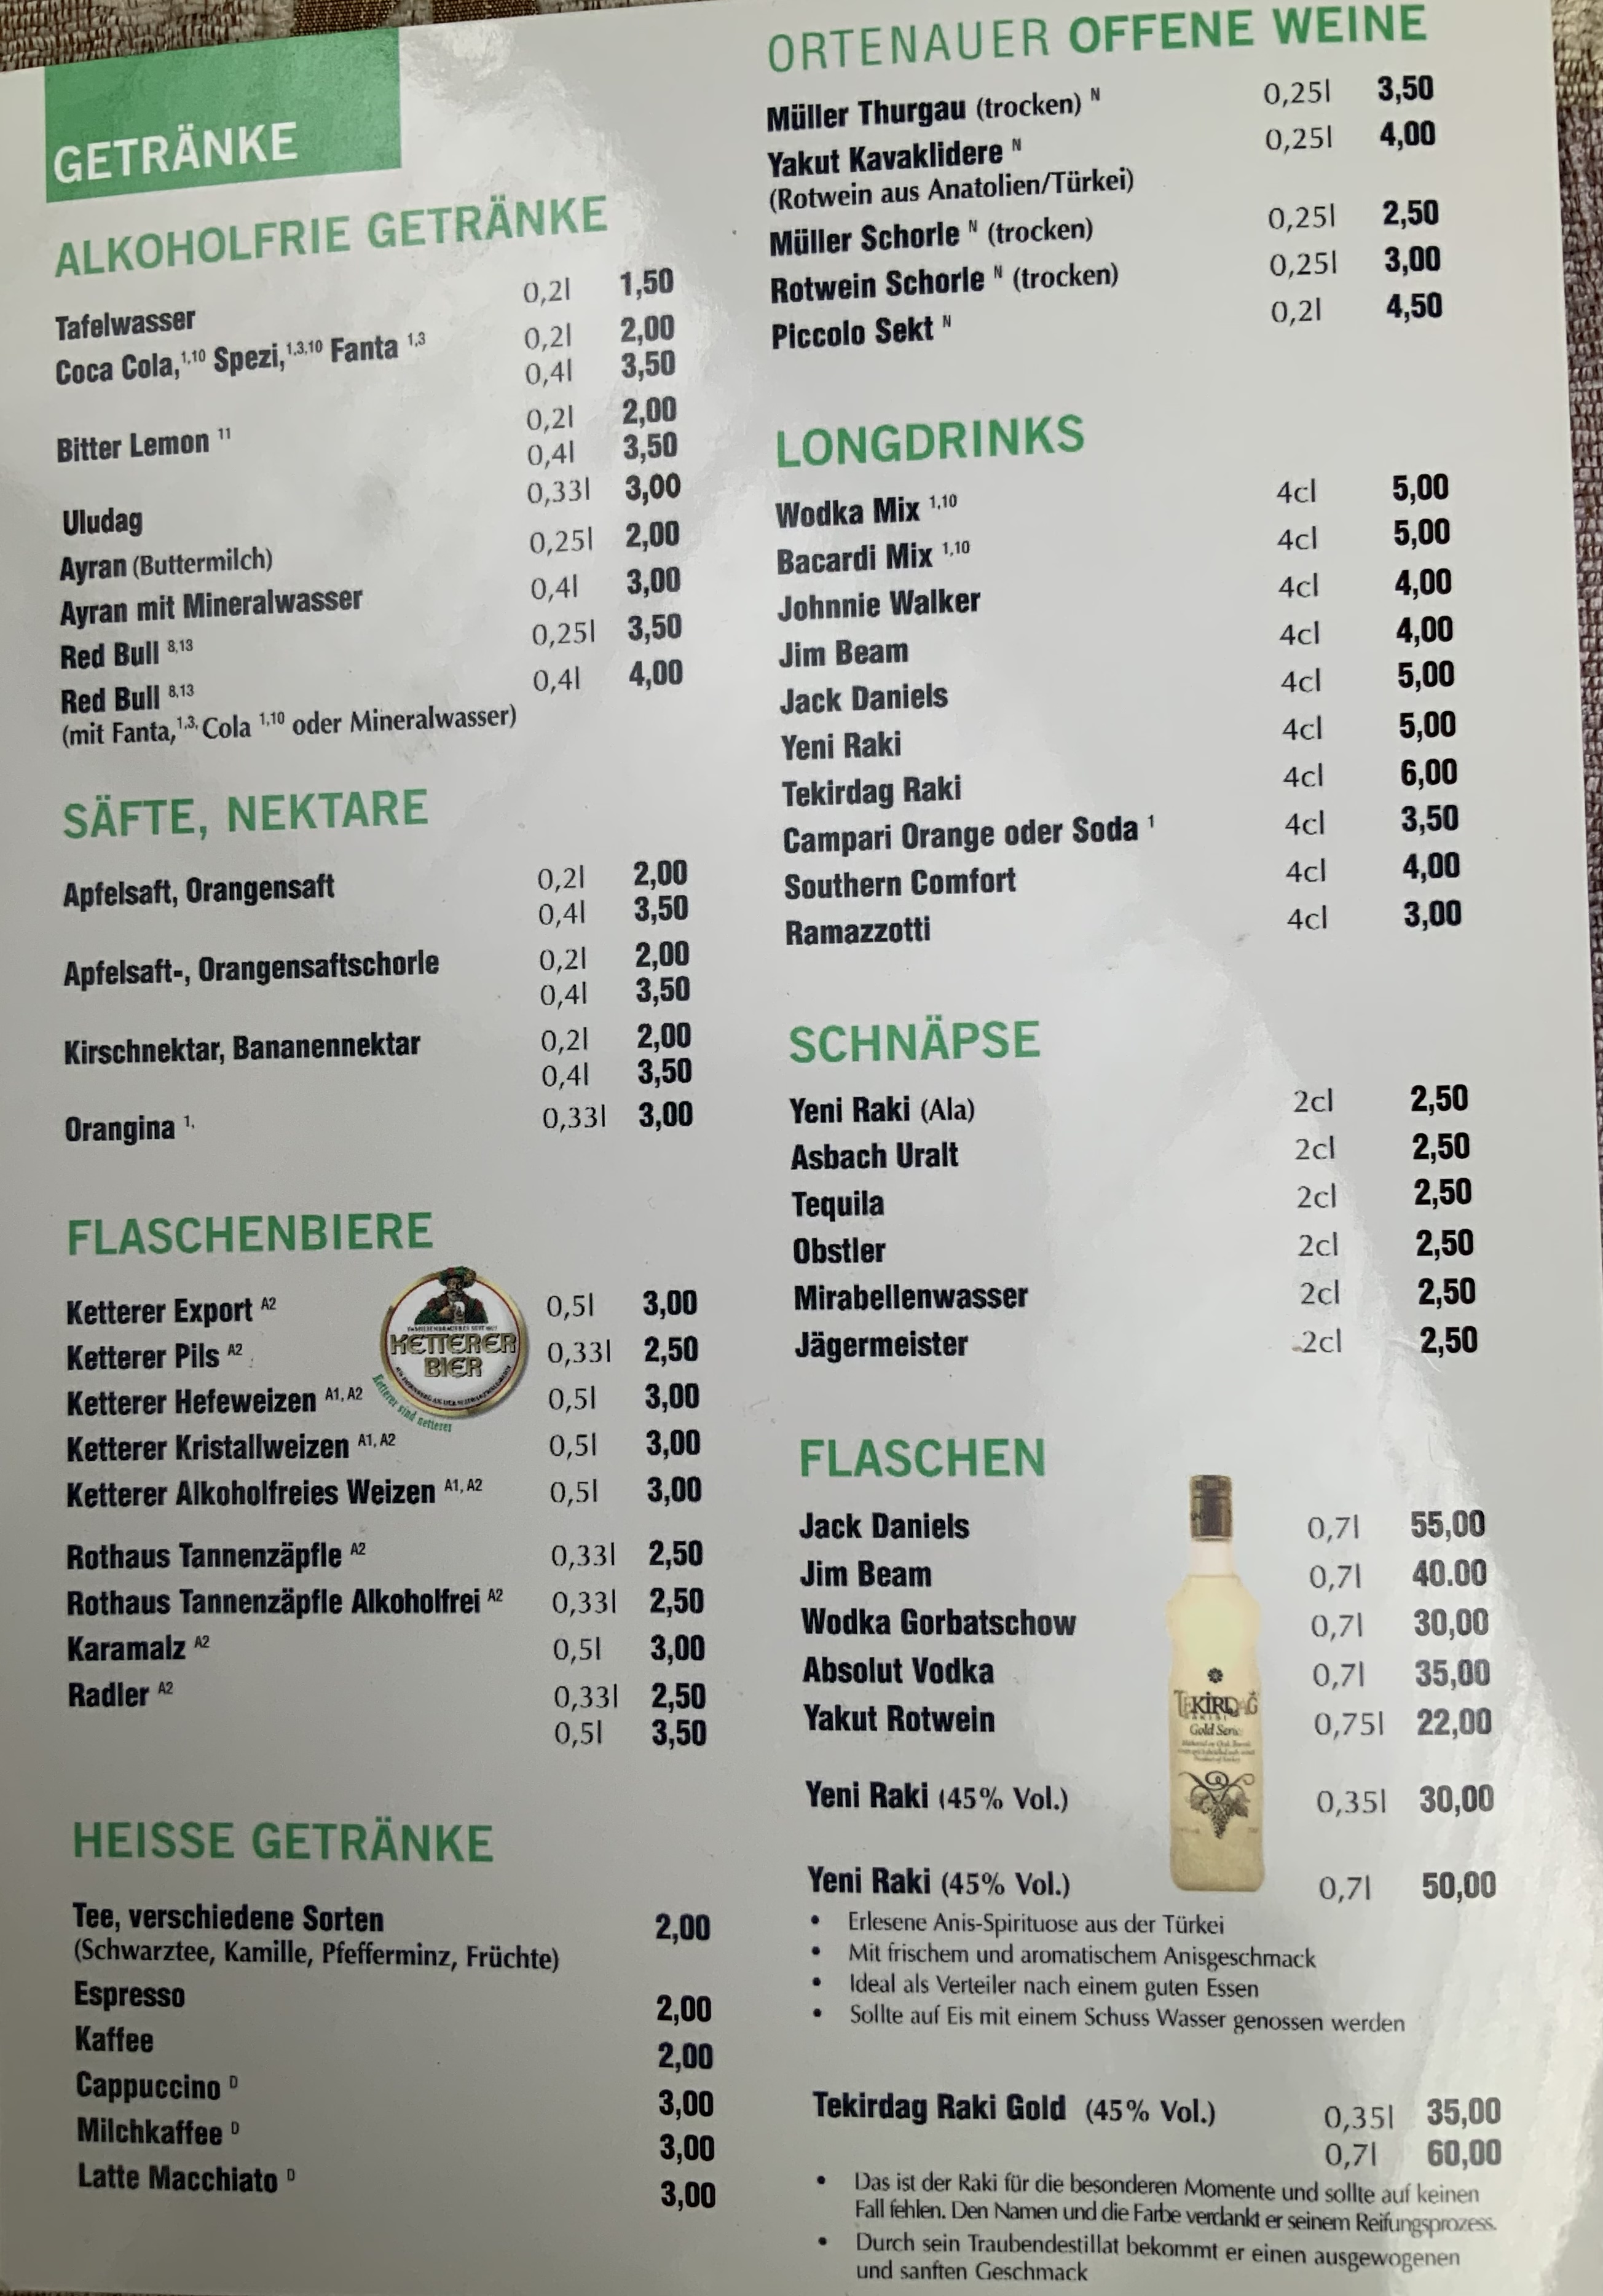 GETRÄNKE
ALKOHOLFRIE GETRÄNKE
Tafelwasser 0,2l 1,50
Coca Cola,1,10 Spezi,1,3,10 Fanta 1,3 0,2l 2,00
0,4l 3,50
Bitter Lemon 11 0,2l 2,00
0,4l 3,50
Uludag 0,33l 3,00
Ayran (Buttermilch) 0,25l 2,00
Ayran mit Mineralwasser 0,4l 3,00
Red Bull 8,13 0,25l 3,50
Red Bull 8,13 0,4l 4,00
(mit Fanta,1,3, Cola 1,10 oder Mineralwasser)
SÄFTE, NEKTARE
Apfelsaft, Orangensaft 0,2l 2,00
0,4l 3,50
Apfelsaft-, Orangensaftschorle 0,2l 2,00
0,4l 3,50
Kirschnektar, Bananennektar 0,2l 2,00
0,4l 3,50
Orangina 1, 0,33l 3,00
FLASCHENBIERE
Ketterer Export A2 0,5l 3,00
Ketterer Pils A2 0,33l 2,50
Ketterer Hefeweizen A1, A2 0,5l 3,00
Ketterer Kristallweizen A1, A2 0,5l 3,00
Ketterer Alkoholfreies Weizen A1, A2 0,5l 3,00
KETTERER
BIER
Ketterer sind netterer
Rothaus Tannenzäpfle A2 0,33l 2,50
Rothaus Tannenzäpfle Alkoholfrei A2 0,33l 2,50
Karamalz A2 0,5l 3,00
Radler A2 0,33l 2,50
0,5l 3,50
HEISSE GETRÄNKE
Tee, verschiedene Sorten 2,00
(Schwarztee, Kamille, Pfefferminz, Früchte)
Espresso 2,00
Kaffee 2,00
Cappuccino D 3,00
Milchkaffee D 3,00
Latte Macchiato D 3,00
ORTENAUER OFFENE WEINE
Müller Thurgau (trocken) N 0,25l 3,50
Yakut Kavaklidere N 0,25l 4,00
(Rotwein aus Anatolien/Türkei)
Müller Schorle N (trocken) 0,25l 2,50
Rotwein Schorle N (trocken) 0,25l 3,00
Piccolo Sekt N 0,2l 4,50
LONGDRINKS
Wodka Mix 1,10 4cl 5,00
Bacardi Mix 1,10 4cl 5,00
Johnnie Walker 4cl 4,00
Jim Beam 4cl 4,00
Jack Daniels 4cl 5,00
Yeni Raki 4cl 5,00
Tekirdag Raki 4cl 6,00
Campari Orange oder Soda 1 4cl 3,50
Southern Comfort 4cl 4,00
Ramazzotti 4cl 3,00
SCHNÄPSE
Yeni Raki (Ala) 2cl 2,50
Asbach Uralt 2cl 2,50
Tequila 2cl 2,50
Obstler 2cl 2,50
Mirabellenwasser 2cl 2,50
Jägermeister 2cl 2,50
FLASCHEN
Jack Daniels 0,7l 55,00
Jim Beam 0,7l 40.00
Wodka Gorbatschow 0,7l 30,00
Absolut Vodka 0,7l 35,00
Yakut Rotwein 0,75l 22,00
TEKİRDAĞ
RAKISI
Gold Serisi
Yeni Raki (45% Vol.) 0,35l 30,00
Yeni Raki (45% Vol.) 0,7l 50,00
• Erlesene Anis-Spirituose aus der Türkei
• Mit frischem und aromatischem Anisgeschmack
• Ideal als Verteiler nach einem guten Essen
• Sollte auf Eis mit einem Schuss Wasser genossen werden
Tekirdag Raki Gold (45% Vol.) 0,35l 35,00
0,7l 60,00
• Das ist der Raki für die besonderen Momente und sollte auf keinen
Fall fehlen. Den Namen und die Farbe verdankt er seinem Reifungsprozess.
• Durch sein Traubendestillat bekommt er einen ausgewogenen
und sanften Geschmack